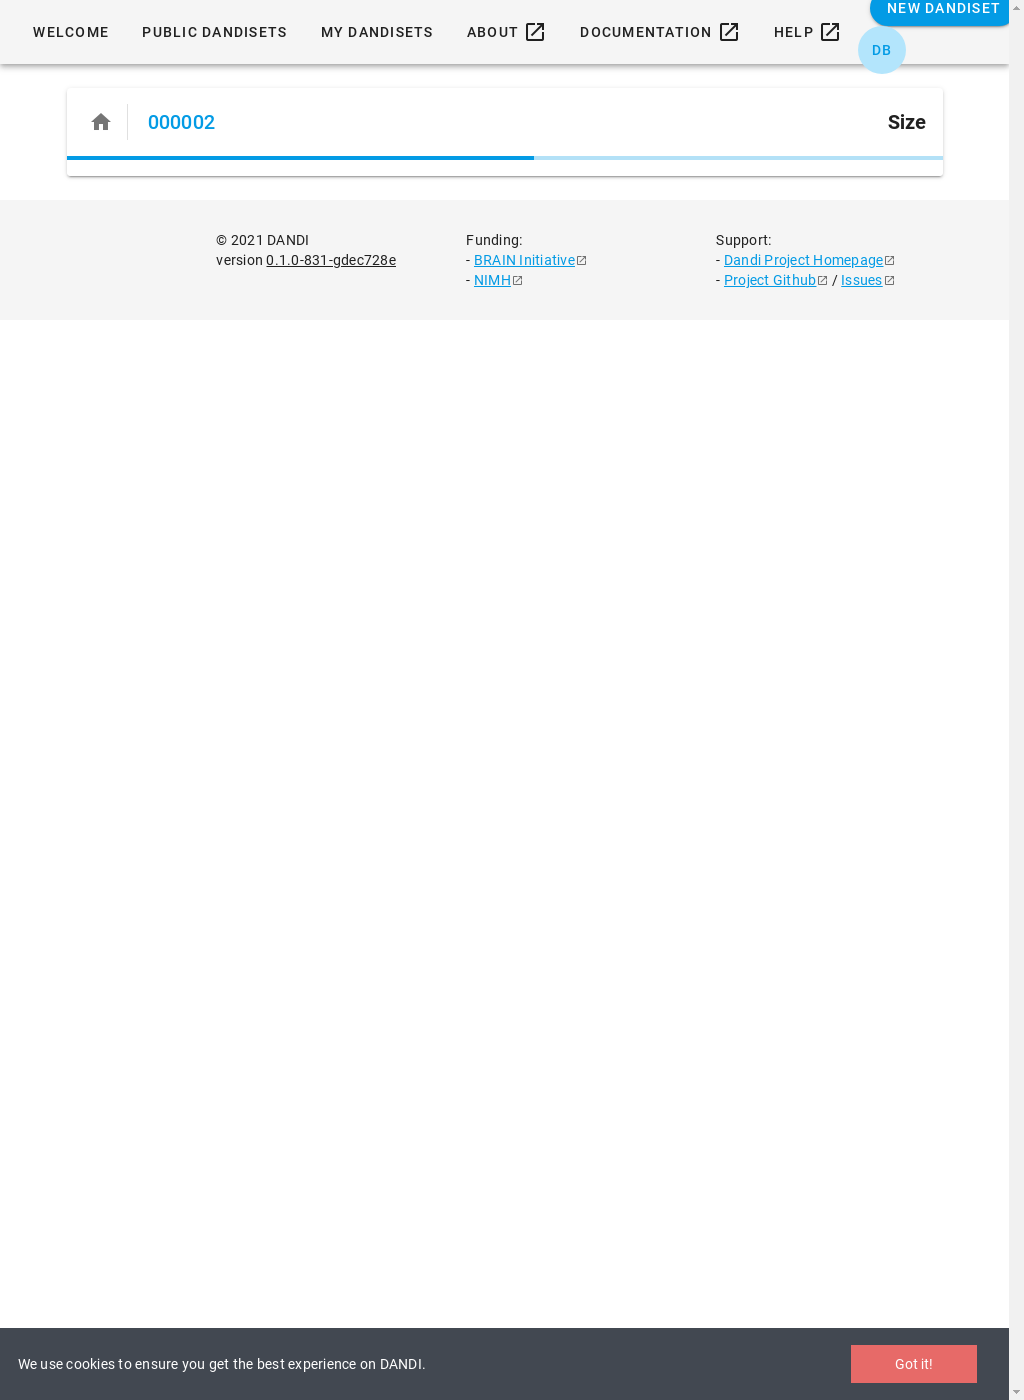 NEW DANDISET
WELCOME PUBLIC DANDISETS MY DANDISETS ABOUT DOCUMENTATION HELP
DB
000002 Size
© 2021 DANDI
version 0.1.0-831-gdec728e
Funding:
- BRAIN Initiative
- NIMH
Support:
- Dandi Project Homepage
- Project Github / Issues
We use cookies to ensure you get the best experience on DANDI. Got it!